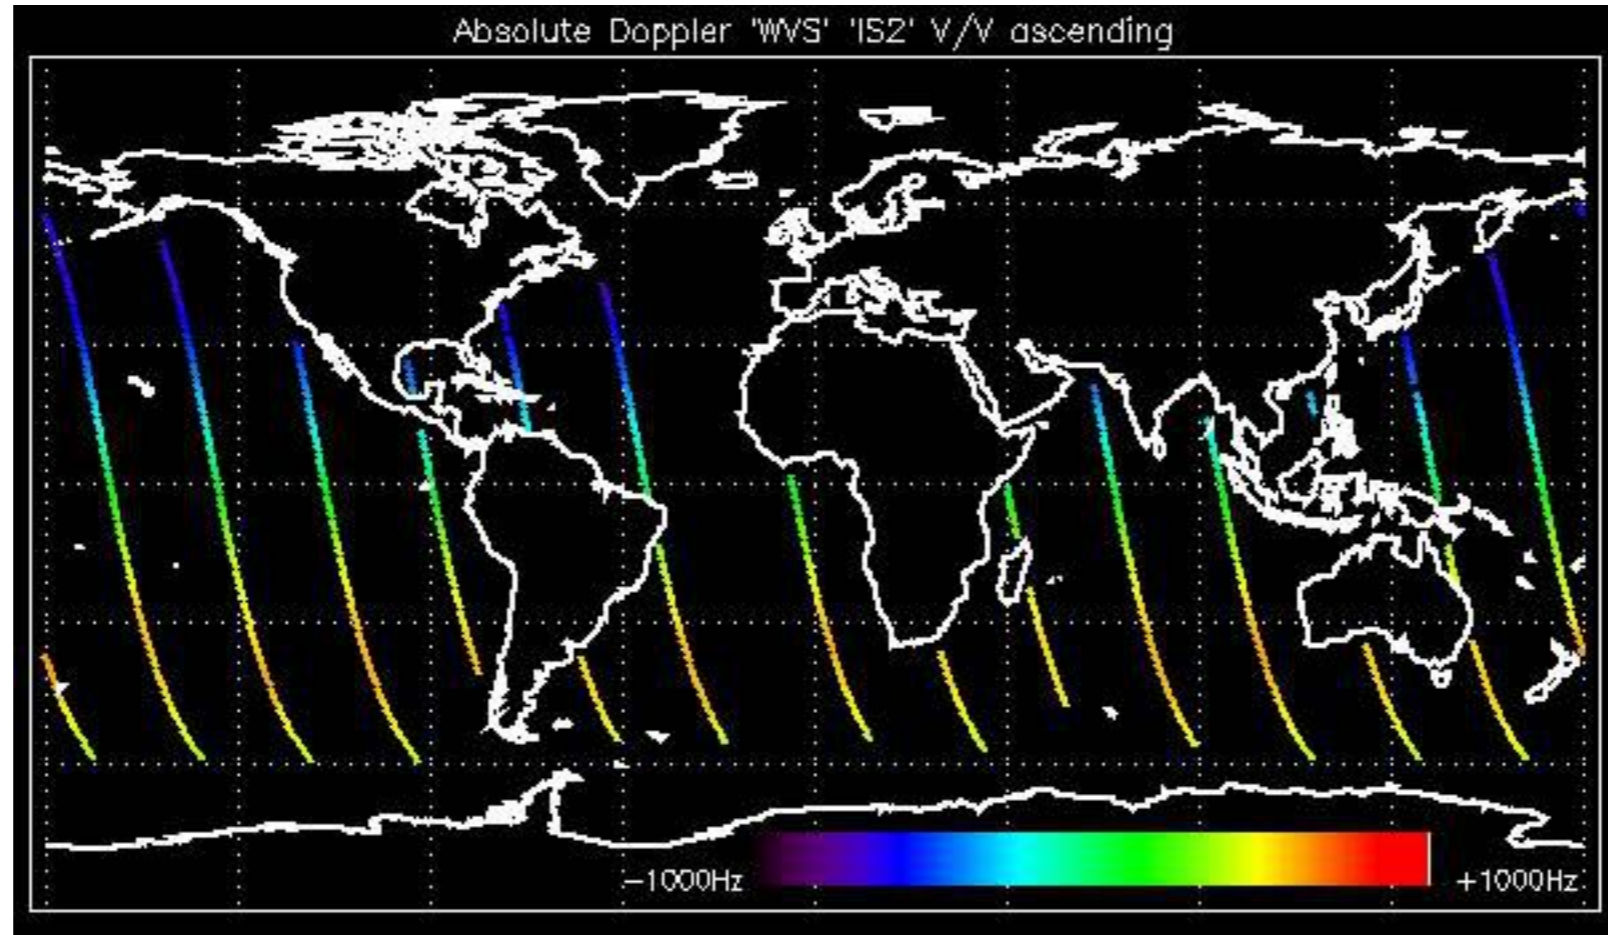 Absolute Doppler 'WVS' 'IS2' V/V ascending
−1000Hz +1000Hz